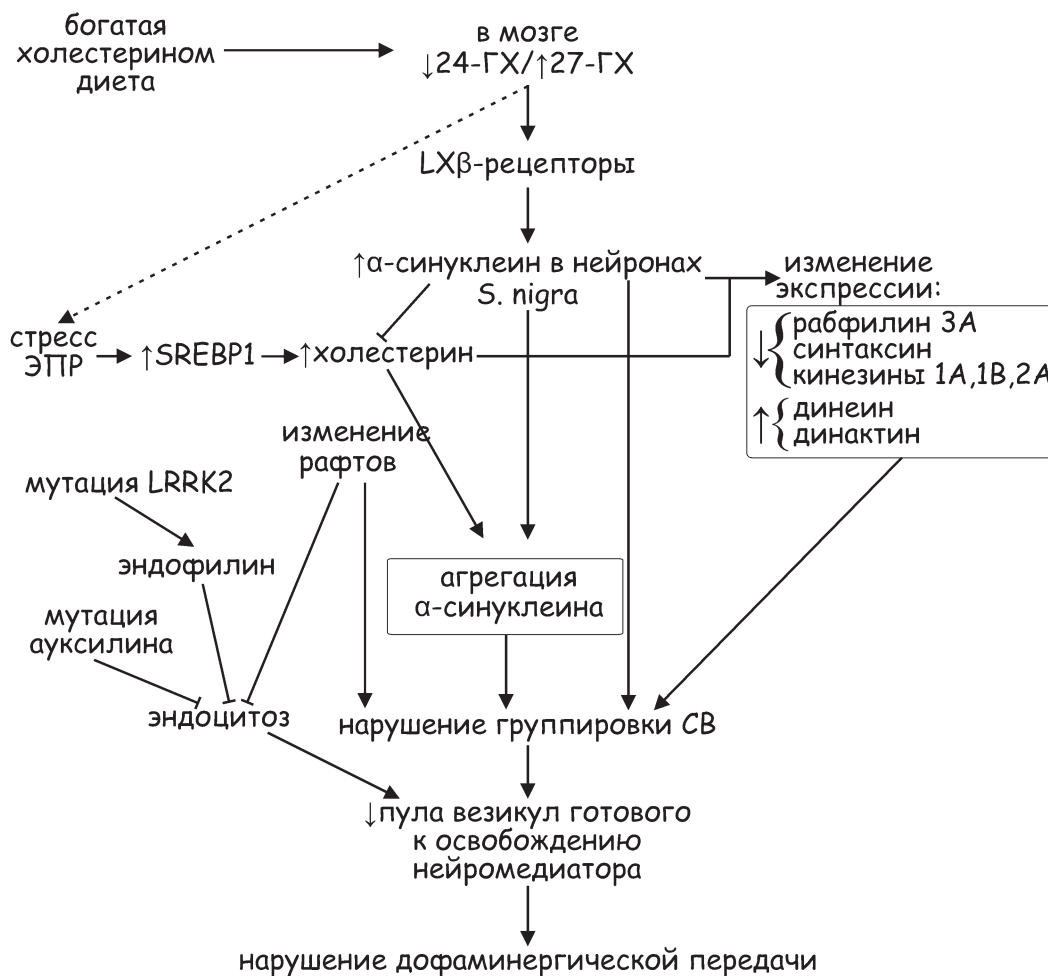 богатая
холестерином
диета
в мозге
↓24-ГХ/↑27-ГХ
LXβ-рецепторы
↑α-синуклеин в нейронах
S. nigra
изменение
экспрессии:
стресс
ЭПР
↑SREBP1
↑холестерин
↓{рабфилин 3А
синтаксин
кинезины 1А,1В,2А
↑{динеин
динактин
изменение
рафтов
мутация LRRK2
эндофилин
мутация
ауксилина
агрегация
α-синуклеина
эндоцитоз
нарушение группировки СВ
↓пула везикул готового
к освобождению
нейромедиатора
нарушение дофаминергической передачи